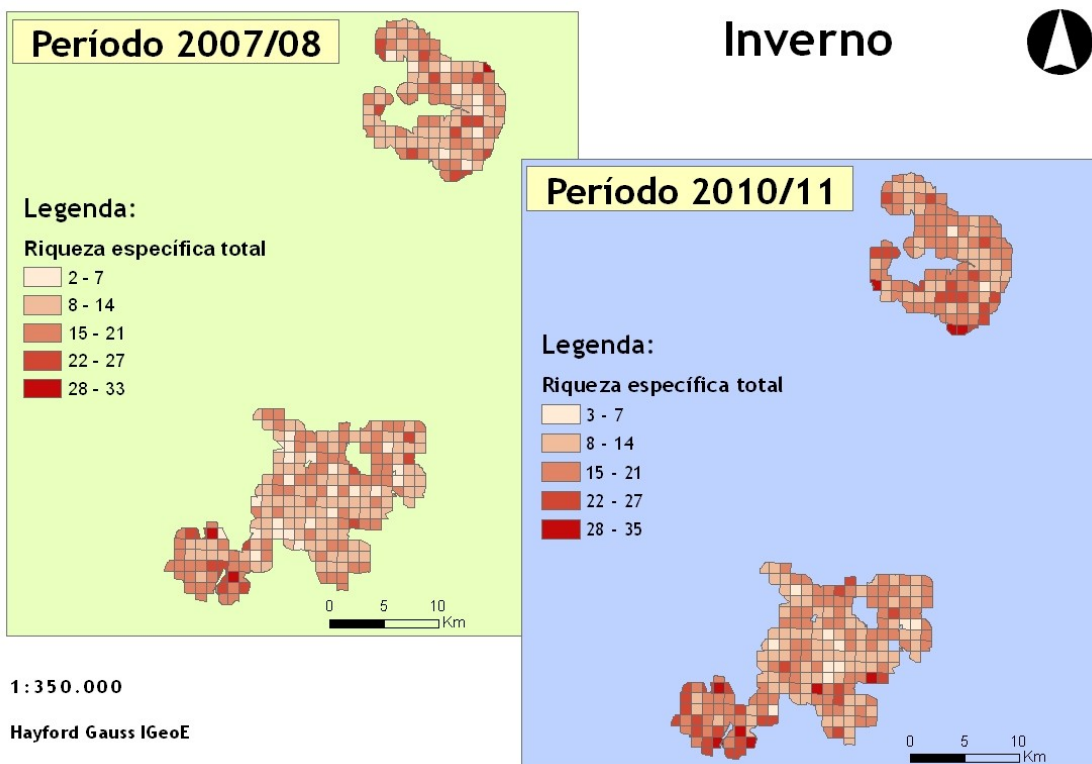 Período 2007/08
Inverno
Legenda:
Riqueza específica total
2 - 7
8 - 14
15 - 21
22 - 27
28 - 33
0 5 10
Km
Período 2010/11
Legenda:
Riqueza específica total
3 - 7
8 - 14
15 - 21
22 - 27
28 - 35
0 5 10
Km
1:350.000
Hayford Gauss IGeoE